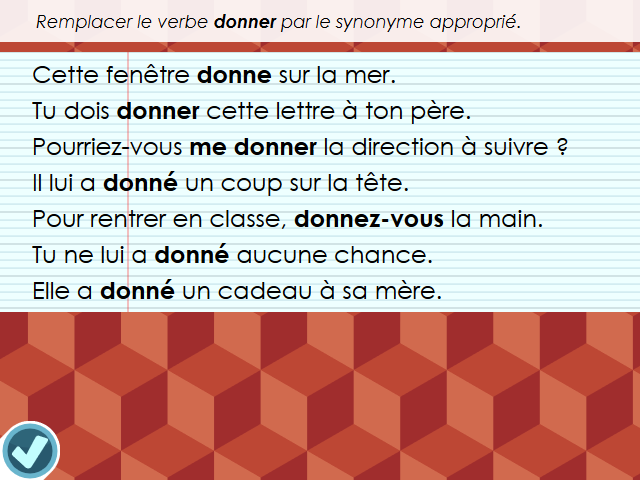 Remplacer le verbe donner par le synonyme approprié.
Cette fenêtre donne sur la mer.
Tu dois donner cette lettre à ton père.
Pourriez-vous me donner la direction à suivre ?
Il lui a donné un coup sur la tête.
Pour rentrer en classe, donnez-vous la main.
Tu ne lui a donné aucune chance.
Elle a donné un cadeau à sa mère.